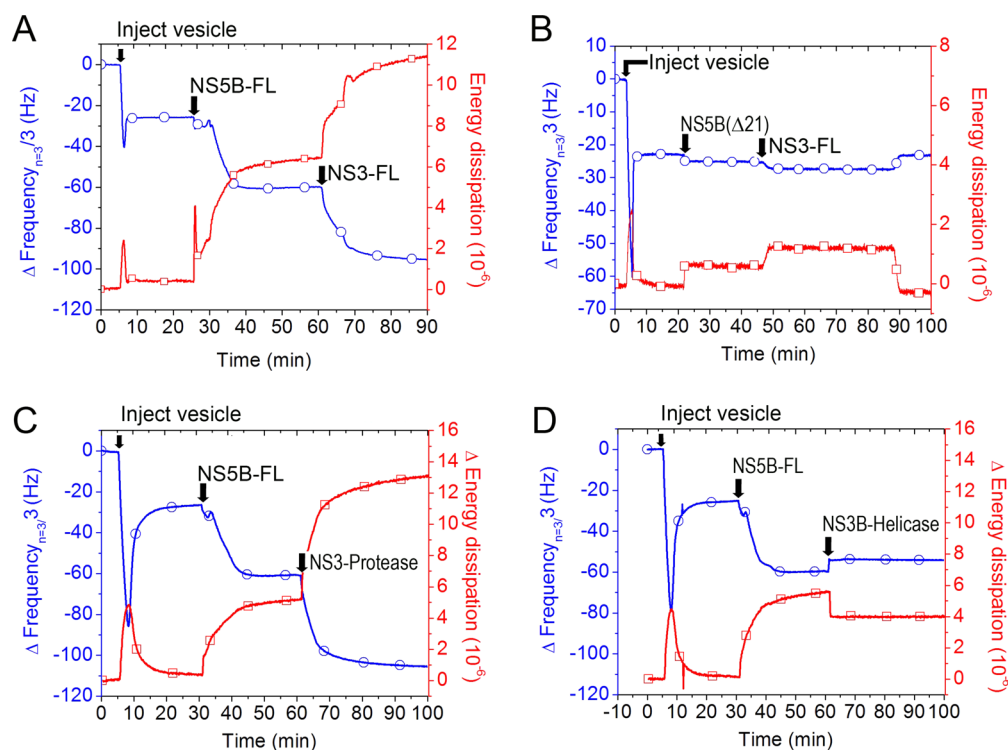 A
Inject vesicle
NS5B-FL
NS3-FL
Δ Frequency n=3/3 (Hz)
0
-20
-40
-60
-80
-100
-120
12
10
8
6
4
2
0
Energy dissipation (10-6)
0 10 20 30 40 50 60 70 80 90
Time (min)
B
Inject vesicle
NS5B(Δ21)
NS3-FL
Δ Frequency n=3/3 (Hz)
10
0
-10
-20
-30
-40
-50
-60
-70
8
6
4
2
0
Energy dissipation (10-6)
0 10 20 30 40 50 60 70 80 90 100
Time (min)
C
Inject vesicle
NS5B-FL
NS3-Protease
Δ Frequency n=3/3 (Hz)
0
-20
-40
-60
-80
-100
-120
16
14
12
10
8
6
4
2
0
Δ Energy dissipation (10-6)
0 10 20 30 40 50 60 70 80 90 100
Time (min)
D
Inject vesicle
NS5B-FL
NS3B-Helicase
Δ Frequency n=3/3 (Hz)
0
-20
-40
-60
-80
-100
-120
16
14
12
10
8
6
4
2
0
Δ Energy dissipation (10-6)
-10 0 10 20 30 40 50 60 70 80 90 100
Time (min)